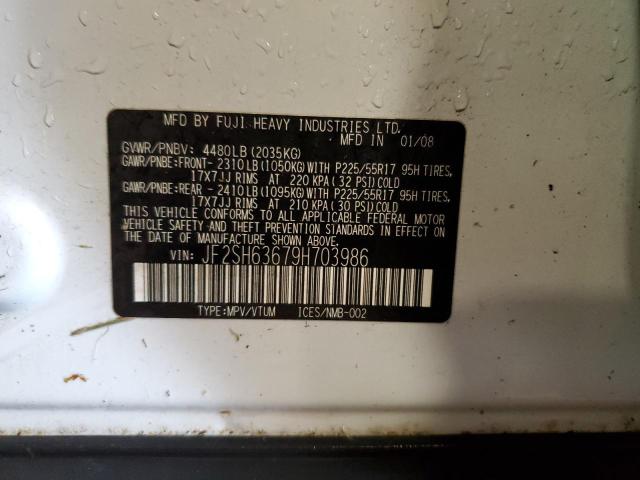 MFD BY FUJI HEAVY INDUSTRIES LTD.
MFD IN 01/08
GVWR/PNBV: 4480LB (2035KG)
GAWR/PNBE:FRONT- 2310LB (1050KG) WITH P225/55R17 95H TIRES,
17X7JJ RIMS AT 220 KPA (32 PSI) COLD
GAWR/PNBE:REAR - 2410LB (1095KG) WITH P225/55R17 95H TIRES,
17X7JJ RIMS AT 210 KPA (30 PSI) COLD
THIS VEHICLE CONFORMS TO ALL APPLICABLE FEDERAL MOTOR
VEHICLE SAFETY AND THEFT PREVENTION STANDARDS IN EFFECT
ON THE DATE OF MANUFACTURE SHOWN ABOVE.
VIN: JF2SH63679H703986
TYPE:MPV/VTUM ICES/NMB-002